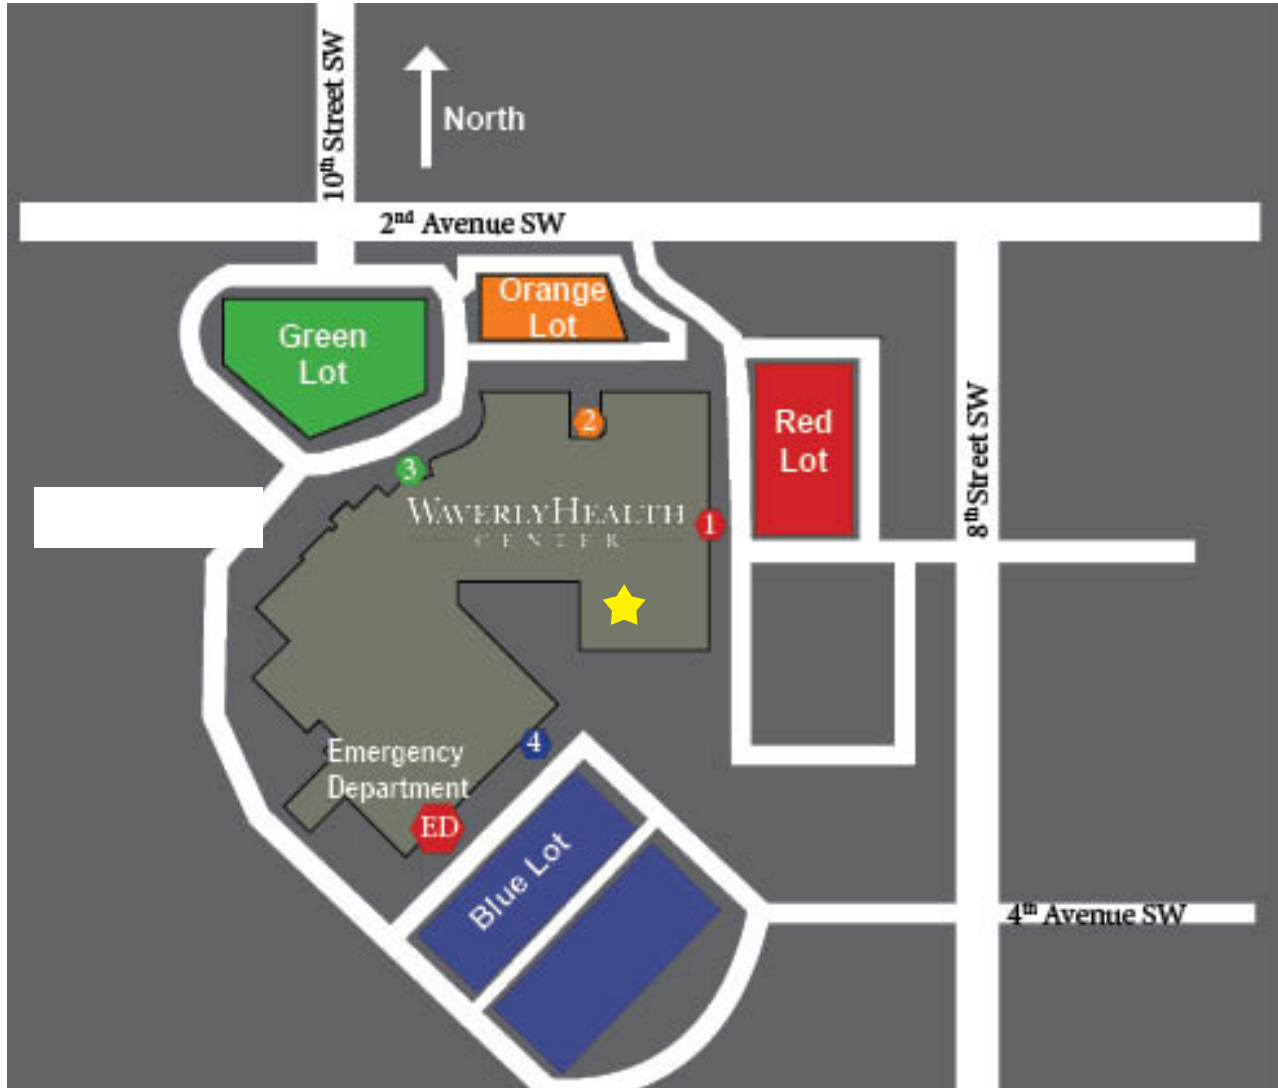 10th Street SW
North
2nd Avenue SW
Orange
Lot
Green
Lot
Red
Lot
2
3
WAVERLYHEALTH
CENTER
1
8th Street SW
4
Emergency
Department
ED
Blue Lot
4th Avenue SW